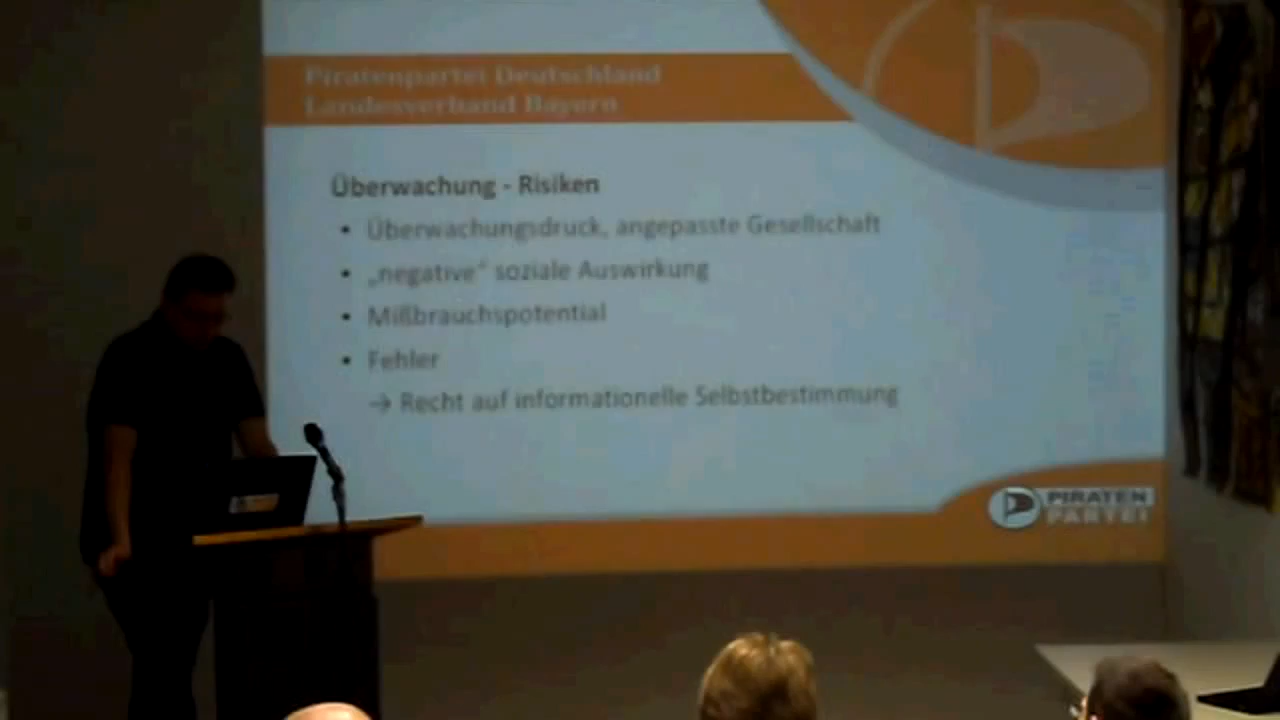 Piratenpartei Deutschland
Landesverband Bayern
Überwachung - Risiken
• Überwachungsdruck, angepasste Gesellschaft
• „negative“ soziale Auswirkung
• Mißbrauchspotential
• Fehler
→ Recht auf informationelle Selbstbestimmung
PIRATEN
PARTEI